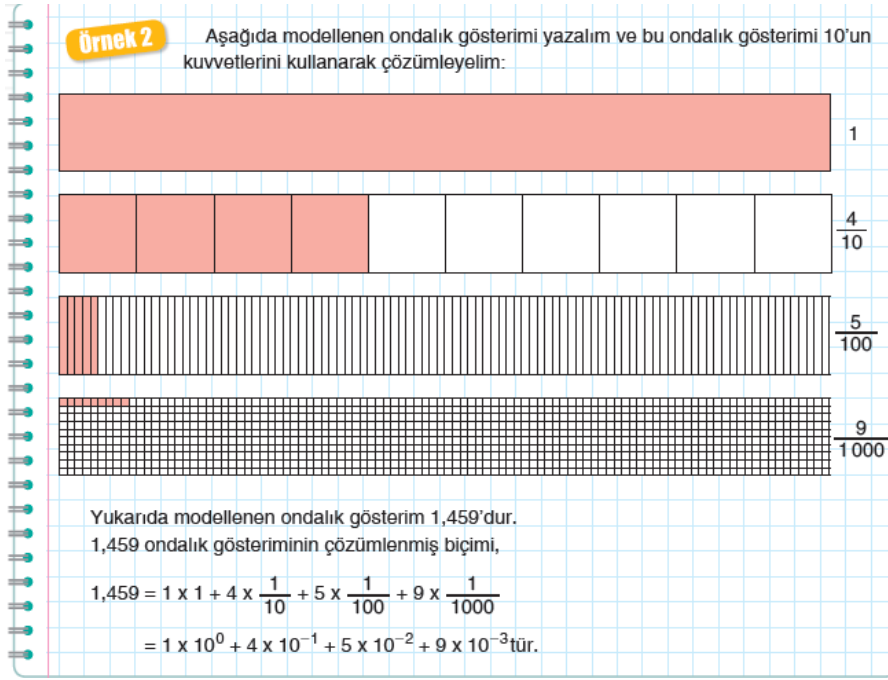 Örnek 2
Aşağıda modellenen ondalık gösterimi yazalım ve bu ondalık gösterimi 10'un
kuvvetlerini kullanarak çözümleyelim:
1
4/10
5/100
9/1000
Yukarıda modellenen ondalık gösterim 1,459'dur.
1,459 ondalık gösteriminin çözümlenmiş biçimi,
1,459 = 1 x 1 + 4 x 1/10 + 5 x 1/100 + 9 x 1/1000
= 1 x 10⁰ + 4 x 10⁻¹ + 5 x 10⁻² + 9 x 10⁻³ tür.